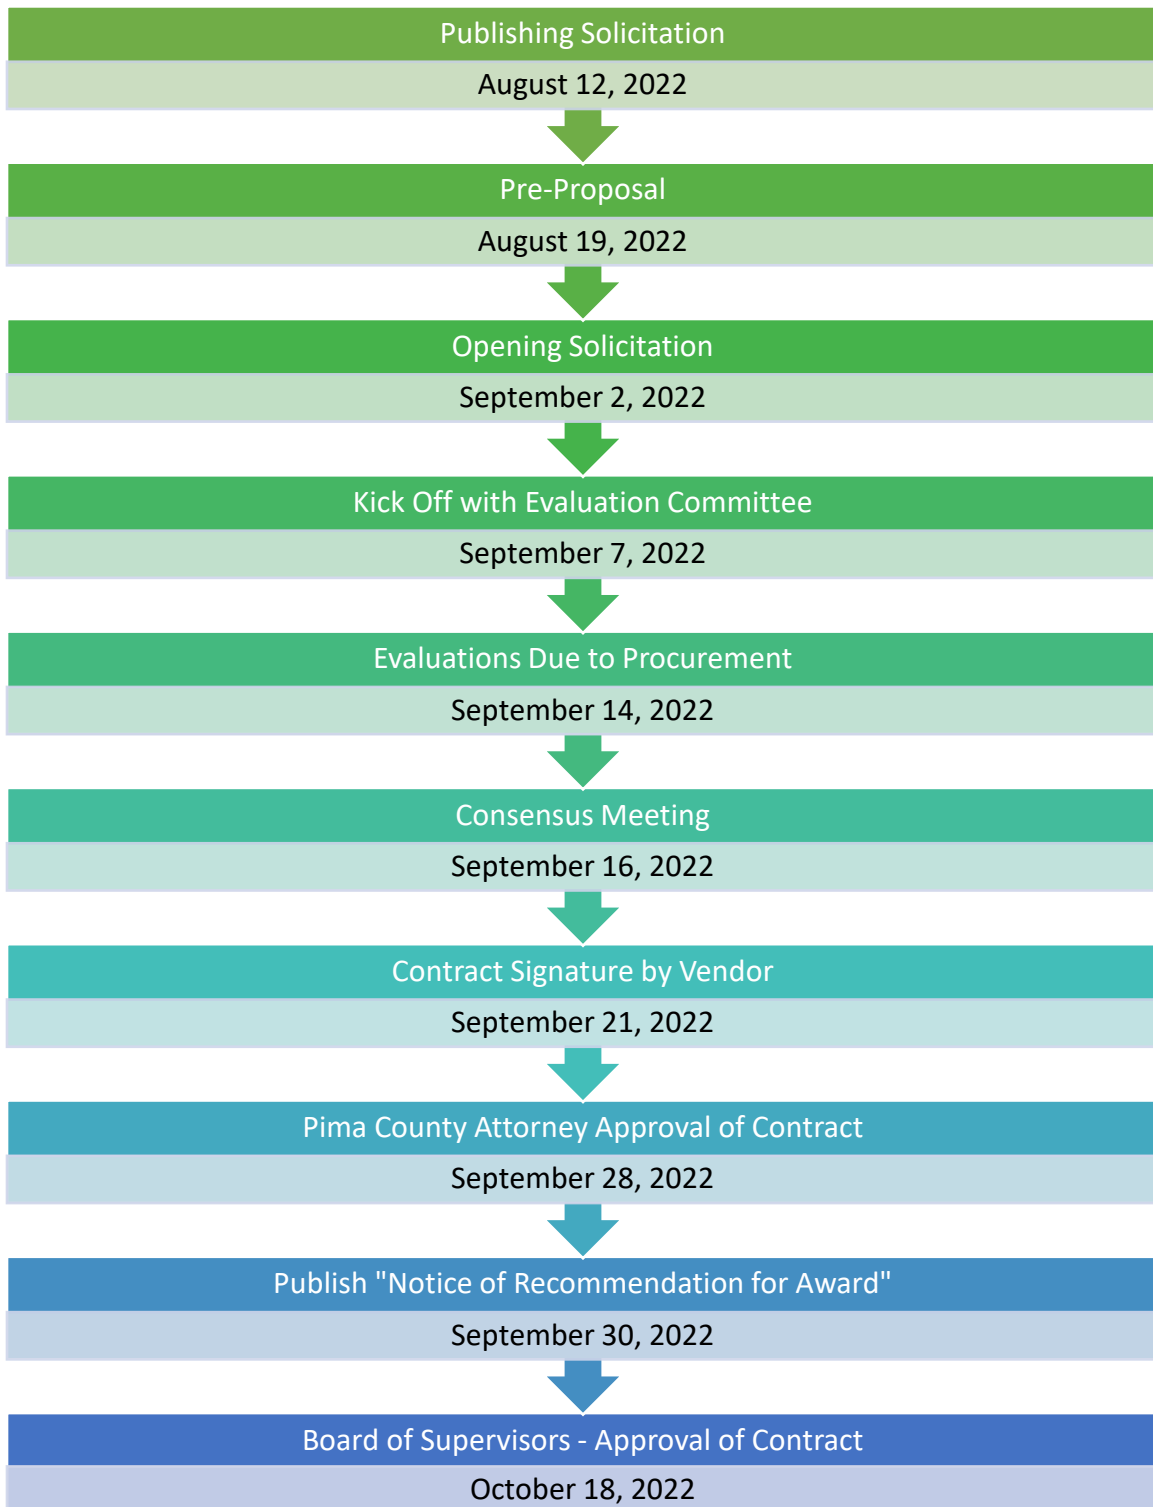 Publishing Solicitation
August 12, 2022
Pre-Proposal
August 19, 2022
Opening Solicitation
September 2, 2022
Kick Off with Evaluation Committee
September 7, 2022
Evaluations Due to Procurement
September 14, 2022
Consensus Meeting
September 16, 2022
Contract Signature by Vendor
September 21, 2022
Pima County Attorney Approval of Contract
September 28, 2022
Publish "Notice of Recommendation for Award"
September 30, 2022
Board of Supervisors - Approval of Contract
October 18, 2022